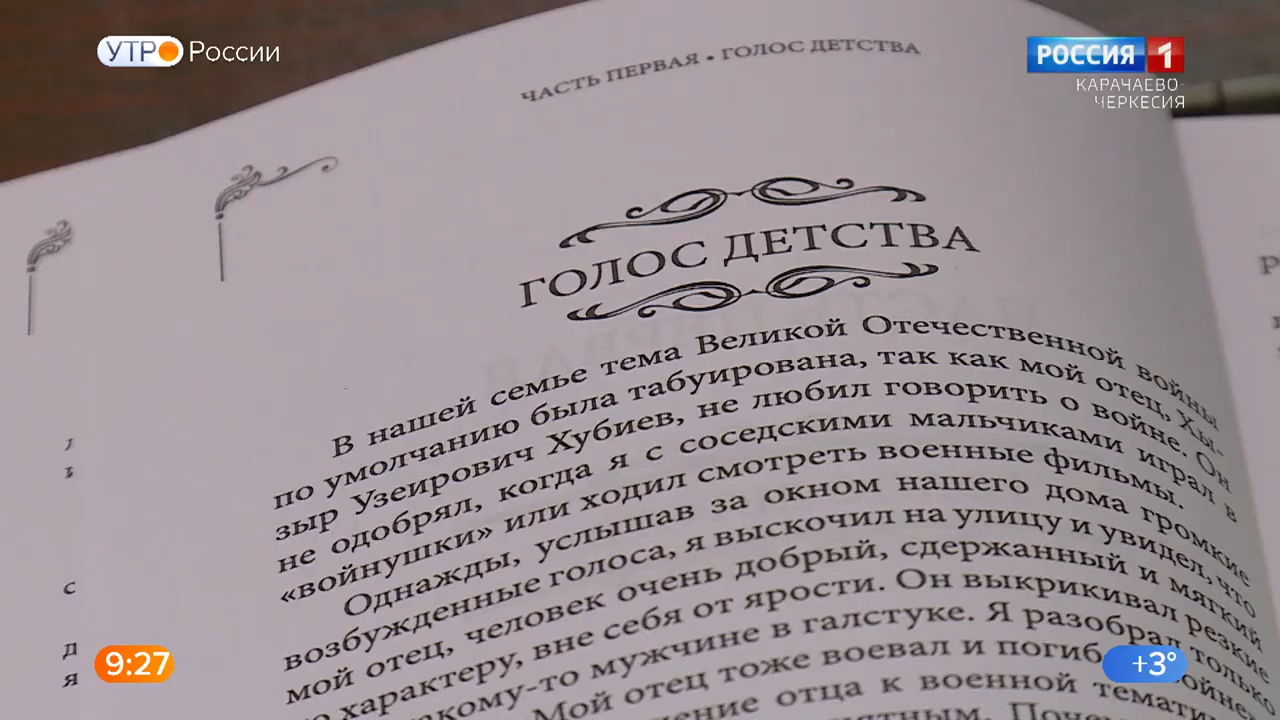 УТРО России
РОССИЯ 1
КАРАЧАЕВО
ЧЕРКЕСИЯ
ЧАСТЬ ПЕРВАЯ • ГОЛОС ДЕТСТВА
ГОЛОС ДЕТСТВА
В нашей семье тема Великой Отечественной войны
по умолчанию была табуирована, так как мой отец, Хы-
зыр Узеирович Хубиев, не любил говорить о войне. Он
не одобрял, когда я с соседскими мальчиками играл в
«войнушки» или ходил смотреть военные фильмы.
Однажды, услышав за окном нашего дома громкие
возбужденные голоса, я выскочил на улицу и увидел, что
мой отец, человек очень добрый, сдержанный и мягкий
характеру, вне себя от ярости. Он выкрикивал резкие
какому-то мужчине в галстуке. Я разобрал только
«Мой отец тоже воевал и погиб войне»
отца к военной
Почему
9:27
+3°